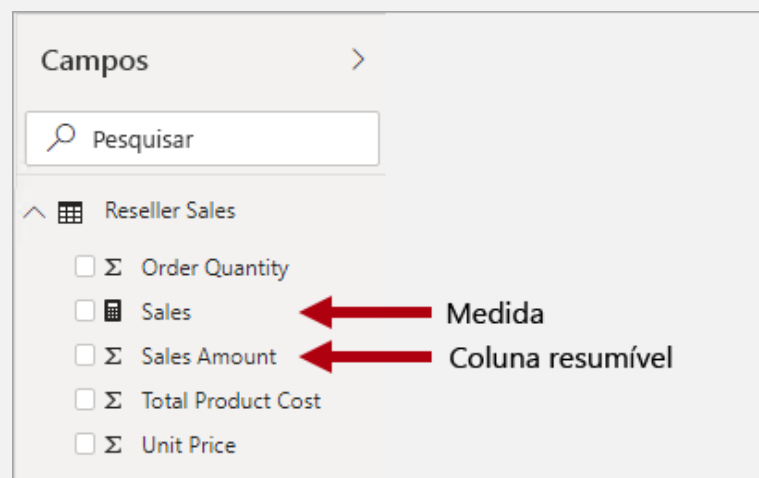 Campos
Pesquisar
Reseller Sales
Σ Order Quantity
Sales
Medida
Σ Sales Amount
Coluna resumível
Σ Total Product Cost
Σ Unit Price